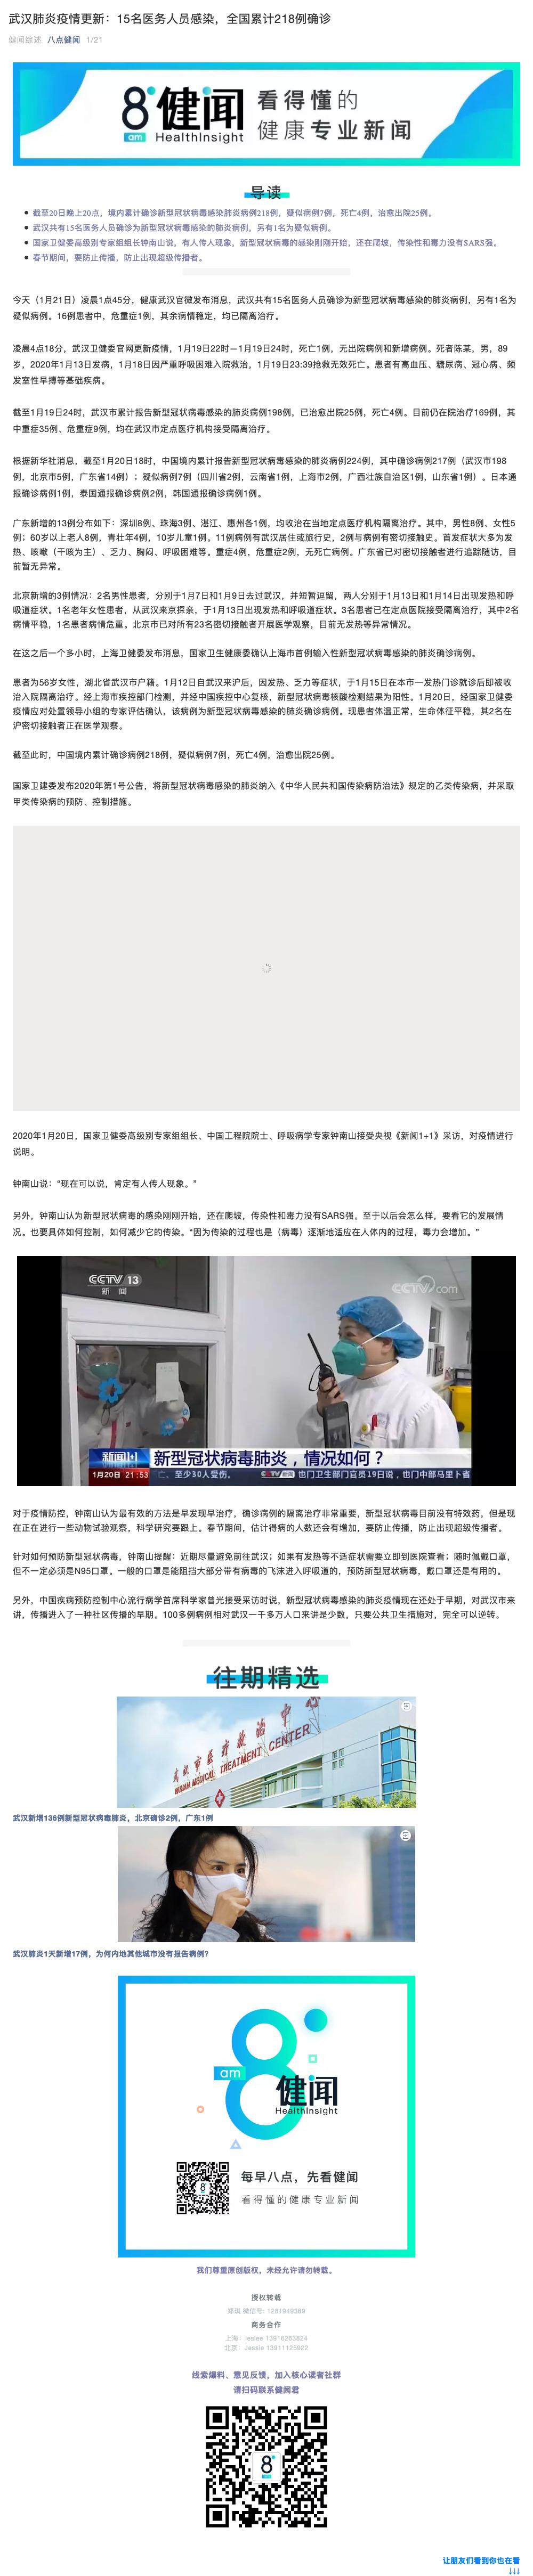 武汉肺炎疫情更新：15名医务人员感染，全国累计218例确诊
健闻综述 八点健闻 1/21
8 am 健闻
HealthInsight
看得懂的
健康专业新闻
导读
截至20日晚上20点，境内累计确诊新型冠状病毒感染肺炎病例218例，疑似病例7例，死亡4例，治愈出院25例。
武汉共有15名医务人员确诊为新型冠状病毒感染的肺炎病例，另有1名为疑似病例。
国家卫健委高级别专家组组长钟南山说，有人传人现象，新型冠状病毒的感染刚刚开始，还在爬坡，传染性和毒力没有SARS强。
春节期间，要防止传播，防止出现超级传播者。
今天（1月21日）凌晨1点45分，健康武汉官微发布消息，武汉共有15名医务人员确诊为新型冠状病毒感染的肺炎病例，另有1名为
疑似病例。16例患者中，危重症1例，其余病情稳定，均已隔离治疗。
凌晨4点18分，武汉卫健委官网更新疫情，1月19日22时—1月19日24时，死亡1例，无出院病例和新增病例。死者陈某，男，89
岁，2020年1月13日发病，1月18日因严重呼吸困难入院救治，1月19日23:39抢救无效死亡。患者有高血压、糖尿病、冠心病、频
发室性早搏等基础疾病。
截至1月19日24时，武汉市累计报告新型冠状病毒感染的肺炎病例198例，已治愈出院25例，死亡4例。目前仍在院治疗169例，其
中重症35例、危重症9例，均在武汉市定点医疗机构接受隔离治疗。
根据新华社消息，截至1月20日18时，中国境内累计报告新型冠状病毒感染的肺炎病例224例，其中确诊病例217例（武汉市198
例，北京市5例，广东省14例）；疑似病例7例（四川省2例，云南省1例，上海市2例，广西壮族自治区1例，山东省1例）。日本通
报确诊病例1例，泰国通报确诊病例2例，韩国通报确诊病例1例。
广东新增的13例分布如下：深圳8例、珠海3例、湛江、惠州各1例，均收治在当地定点医疗机构隔离治疗。其中，男性8例、女性5
例；60岁以上老人8例，青壮年4例，10岁儿童1例。11例病例有武汉居住或旅行史，2例与病例有密切接触史。首发症状大多为发
热、咳嗽（干咳为主）、乏力、胸闷、呼吸困难等。重症4例，危重症2例，无死亡病例。广东省已对密切接触者进行追踪随访，目
前暂无异常。
北京新增的3例情况：2名男性患者，分别于1月7日和1月9日去过武汉，并短暂逗留，两人分别于1月13日和1月14日出现发热和呼
吸道症状。1名老年女性患者，从武汉来京探亲，于1月13日出现发热和呼吸道症状。3名患者已在定点医院接受隔离治疗，其中2名
病情平稳，1名患者病情危重。北京市已对所有23名密切接触者开展医学观察，目前无发热等异常情况。
在这之后一个多小时，上海卫健委发布消息，国家卫生健康委确认上海市首例输入性新型冠状病毒感染的肺炎确诊病例。
患者为56岁女性，湖北省武汉市户籍。1月12日自武汉来沪后，因发热、乏力等症状，于1月15日在本市一发热门诊就诊后即被收
治入院隔离治疗。经上海市疾控部门检测，并经中国疾控中心复核，新型冠状病毒核酸检测结果为阳性。1月20日，经国家卫健委
疫情应对处置领导小组的专家评估确认，该病例为新型冠状病毒感染的肺炎确诊病例。现患者体温正常，生命体征平稳，其2名在
沪密切接触者正在医学观察。
截至此时，中国境内累计确诊病例218例，疑似病例7例，死亡4例，治愈出院25例。
国家卫建委发布2020年第1号公告，将新型冠状病毒感染的肺炎纳入《中华人民共和国传染病防治法》规定的乙类传染病，并采取
甲类传染病的预防、控制措施。
2020年1月20日，国家卫健委高级别专家组组长、中国工程院院士、呼吸病学专家钟南山接受央视《新闻1+1》采访，对疫情进行
说明。
钟南山说：“现在可以说，肯定有人传人现象。”
另外，钟南山认为新型冠状病毒的感染刚刚开始，还在爬坡，传染性和毒力没有SARS强。至于以后会怎么样，要看它的发展情
况。也要具体如何控制，如何减少它的传染。“因为传染的过程也是（病毒）逐渐地适应在人体内的过程，毒力会增加。”
CCTV 13
新闻
CCTV.com
新闻1+1 新型冠状病毒肺炎，情况如何？
1月20日 21:53 亡、至少30人受伤。 CCTV新闻 也门卫生部门官员19日说，也门中部马里卜省
对于疫情防控，钟南山认为最有效的方法是早发现早治疗，确诊病例的隔离治疗非常重要，新型冠状病毒目前没有特效药，但是现
在正在进行一些动物试验观察，科学研究要跟上。春节期间，估计得病的人数还会有增加，要防止传播，防止出现超级传播者。
针对如何预防新型冠状病毒，钟南山提醒：近期尽量避免前往武汉；如果有发热等不适症状需要立即到医院查看；随时佩戴口罩，
但不一定必须是N95口罩。一般的口罩是能阻挡大部分带有病毒的飞沫进入呼吸道的，预防新型冠状病毒，戴口罩还是有用的。
另外，中国疾病预防控制中心流行病学首席科学家曾光接受采访时说，新型冠状病毒感染的肺炎疫情现在还处于早期，对武汉市来
讲，传播进入了一种社区传播的早期。100多例病例相对武汉一千多万人口来讲是少数，只要公共卫生措施对，完全可以逆转。
往期精选
武汉市医疗救治中
WUHAN MEDICAL TREATMENT CENTER
武汉新增136例新型冠状病毒肺炎，北京确诊2例，广东1例
武汉肺炎1天新增17例，为何内地其他城市没有报告病例？
8 am 健闻
HealthInsight
8
每早八点，先看健闻
看得懂的健康专业新闻
我们尊重原创版权，未经允许请勿转载。
授权转载
郑琪 微信号: 1281948369
商务合作
上海：leslee 13916263824
北京：Jessie 13911125922
线索爆料、意见反馈，加入核心读者社群
请扫码联系健闻君
8
让朋友们看到你也在看
↓↓↓